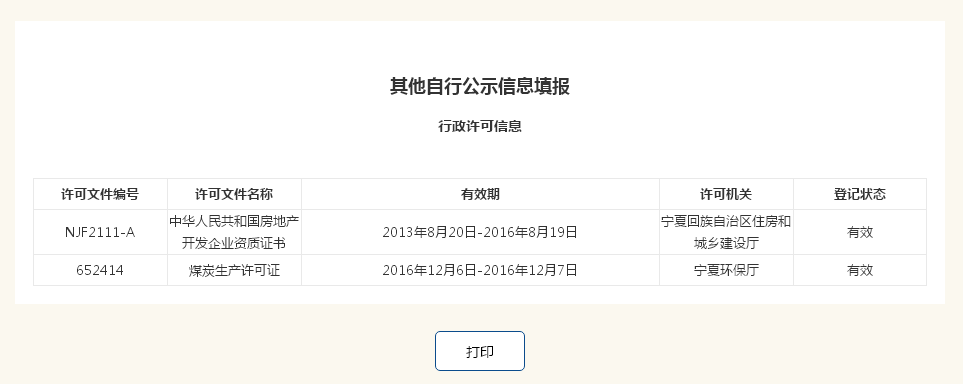 其他自行公示信息填报
行政许可信息
许可文件编号 许可文件名称 有效期 许可机关 登记状态
NJF2111-A 中华人民共和国房地产开发企业资质证书 2013年8月20日-2016年8月19日 宁夏回族自治区住房和城乡建设厅 有效
652414 煤炭生产许可证 2016年12月6日-2016年12月7日 宁夏环保厅 有效
打印